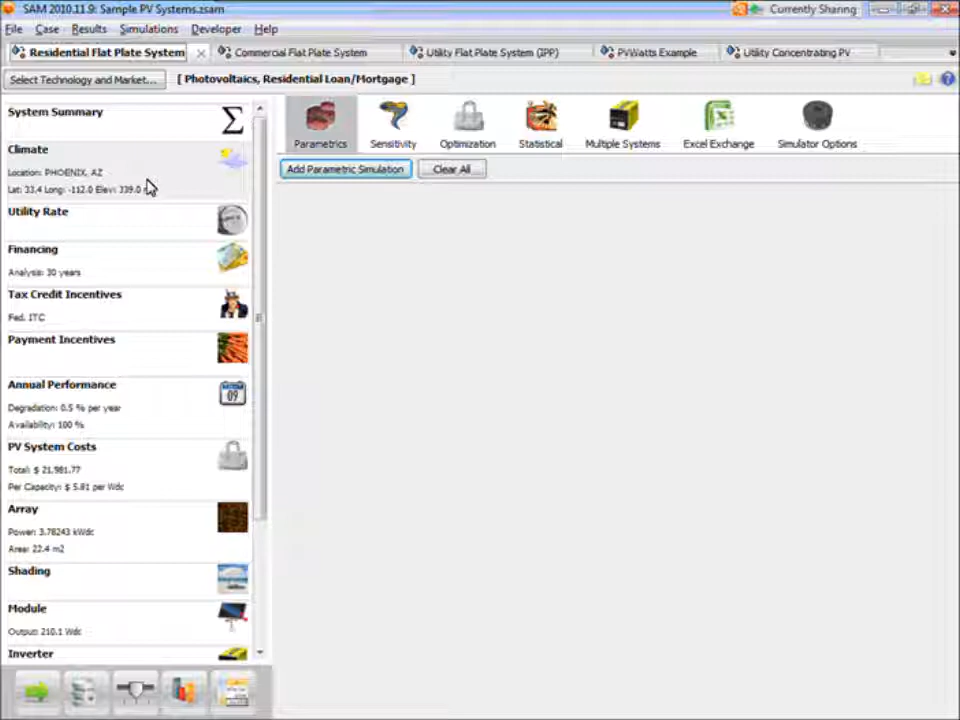 SAM 2010.11.9: Sample PV Systems.zsam
Currently Sharing
File Case Results Simulations Developer Help
Residential Flat Plate System
Commercial Flat Plate System
Utility Flat Plate System (IPP)
PVWatts Example
Utility Concentrating PV
Select Technology and Market...
[ Photovoltaics, Residential Loan/Mortgage ]
System Summary
Climate
Location: PHOENIX, AZ
Lat: 33.4 Long: -112.0 Elev: 339.0
Utility Rate
Financing
Analysis: 30 years
Tax Credit Incentives
Fed. ITC
Payment Incentives
Annual Performance
Degradation: 0.5 % per year
Availability: 100 %
09
PV System Costs
Total: $ 21,981.77
Per Capacity: $ 5.81 per Wdc
Array
Power: 3.78243 kWdc
Area: 22.4 m2
Shading
Module
Output: 210.1 Wdc
Inverter
Parametrics
Sensitivity
Optimization
Statistical
Multiple Systems
Excel Exchange
Simulator Options
Add Parametric Simulation
Clear All